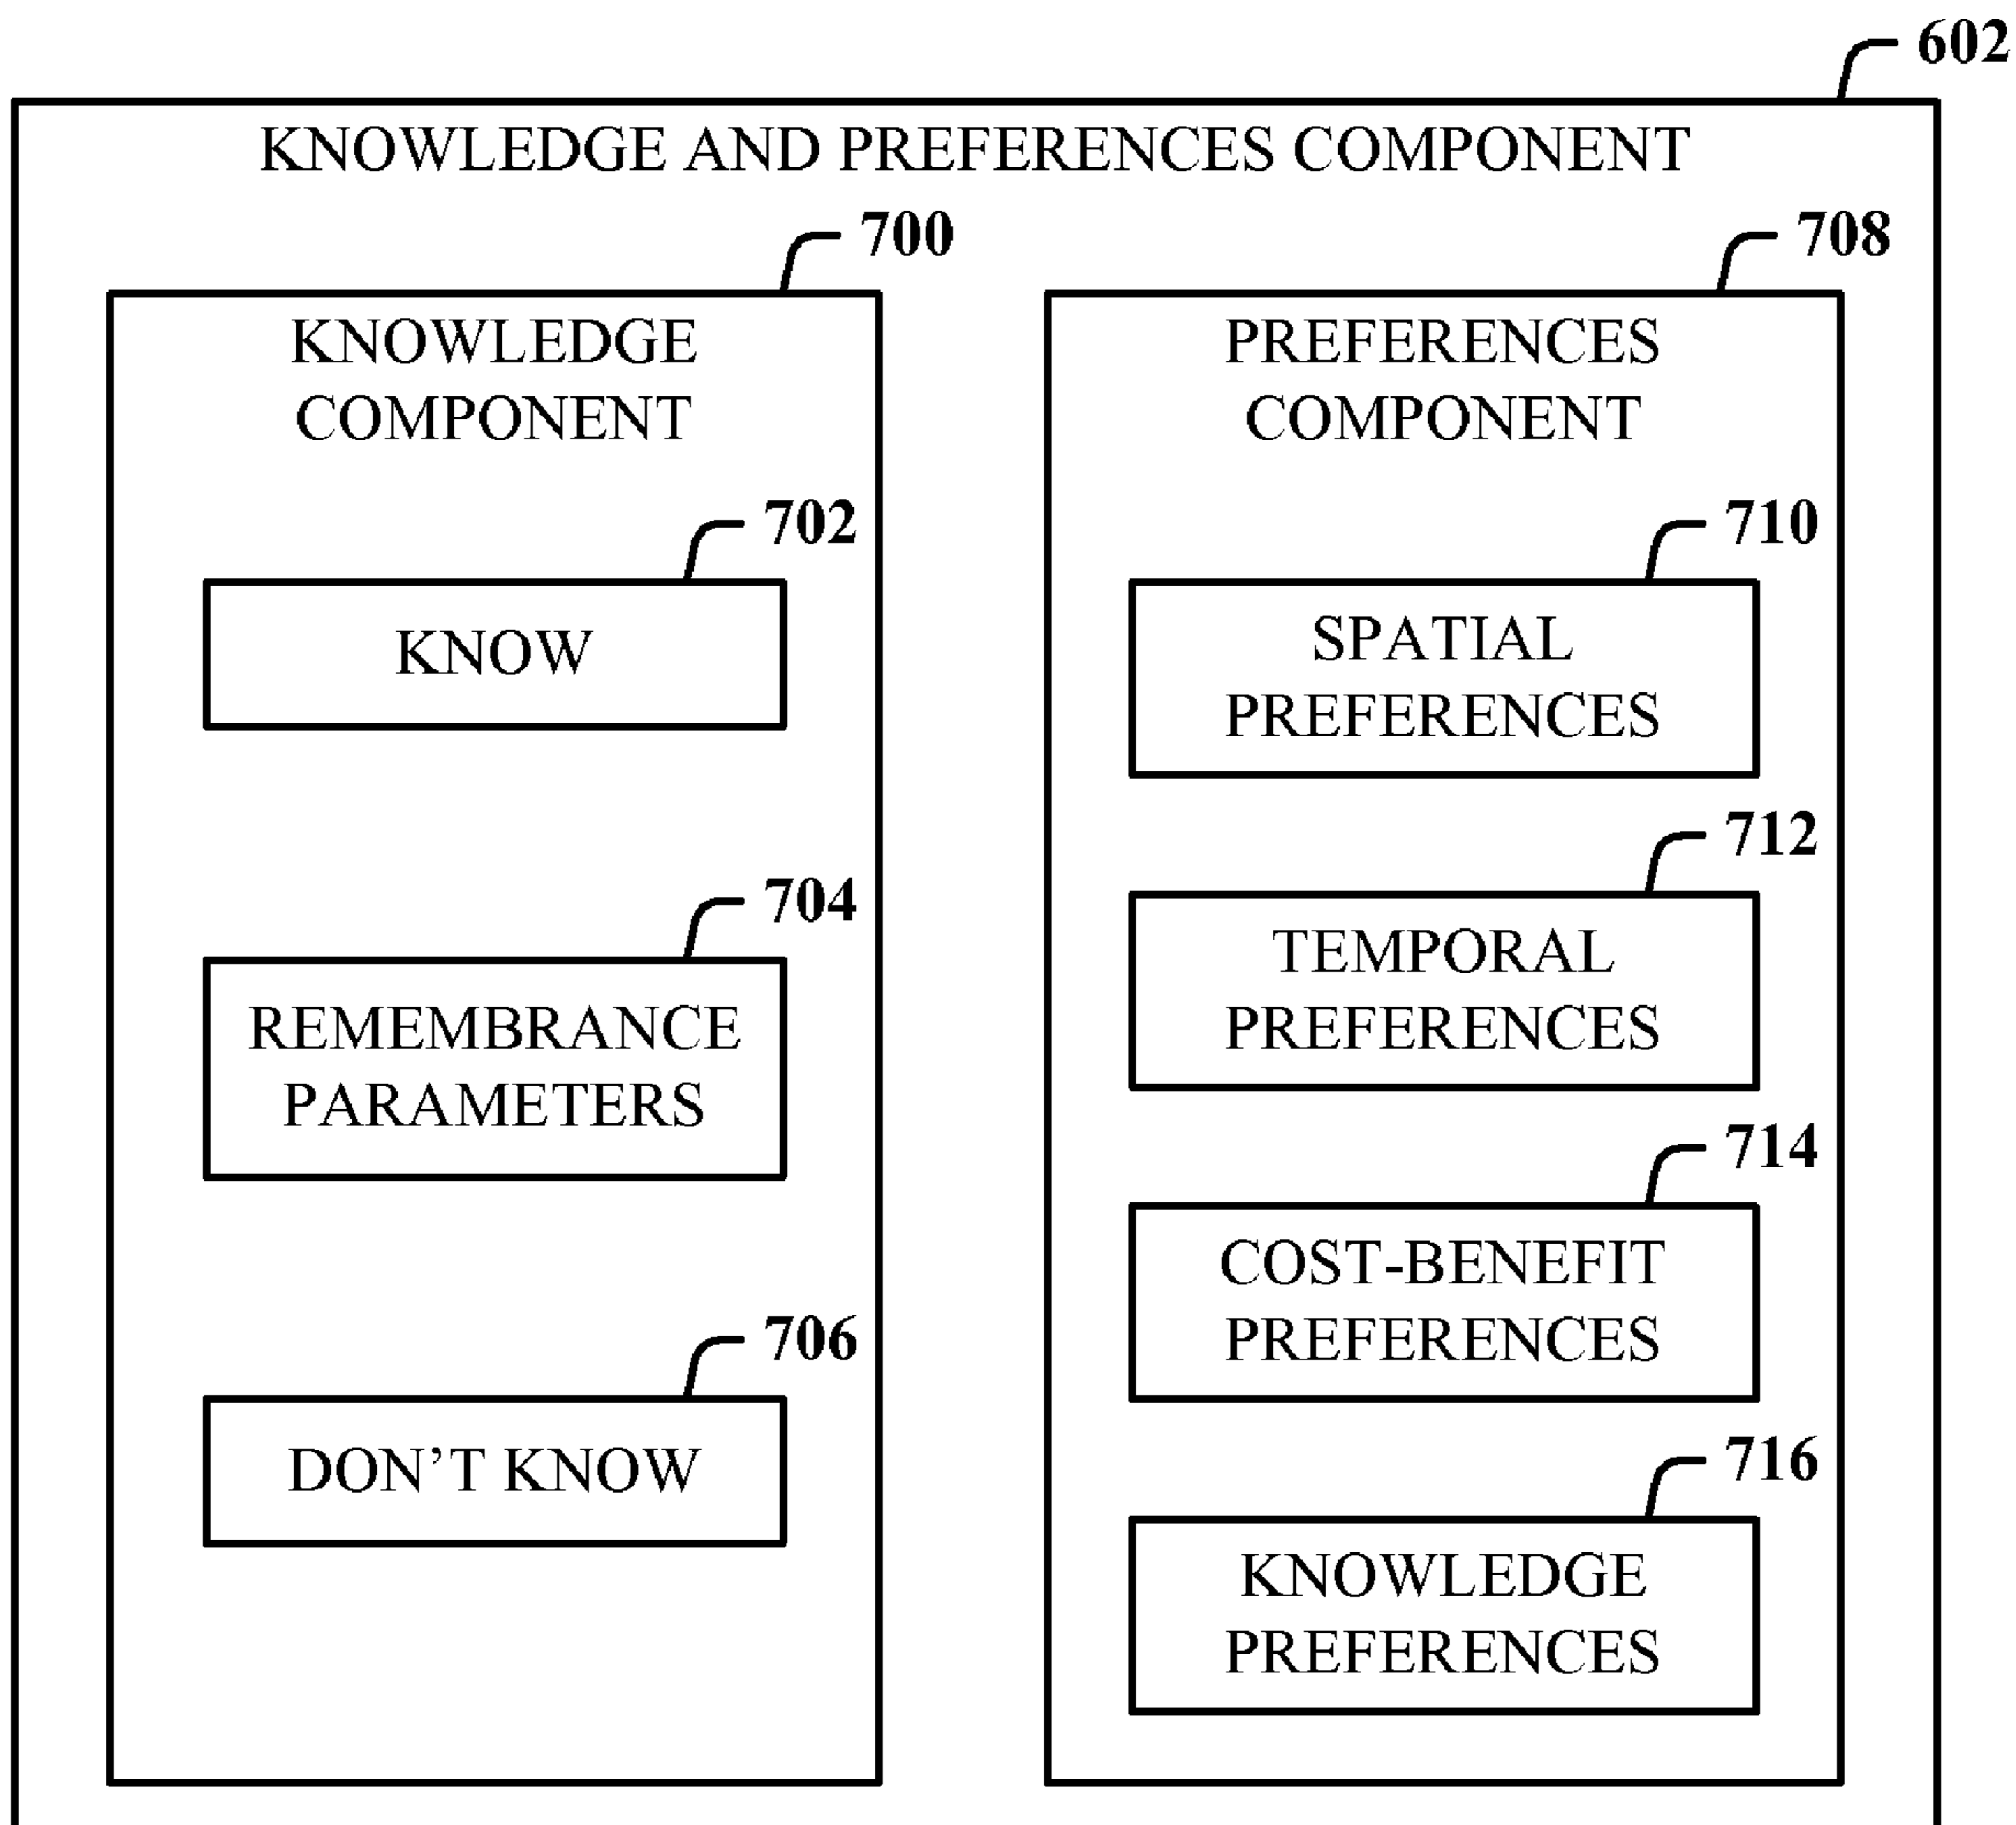 602
KNOWLEDGE AND PREFERENCES COMPONENT
700
KNOWLEDGE
COMPONENT
702
KNOW
704
REMEMBRANCE
PARAMETERS
706
DON’T KNOW
708
PREFERENCES
COMPONENT
710
SPATIAL
PREFERENCES
712
TEMPORAL
PREFERENCES
714
COST-BENEFIT
PREFERENCES
716
KNOWLEDGE
PREFERENCES